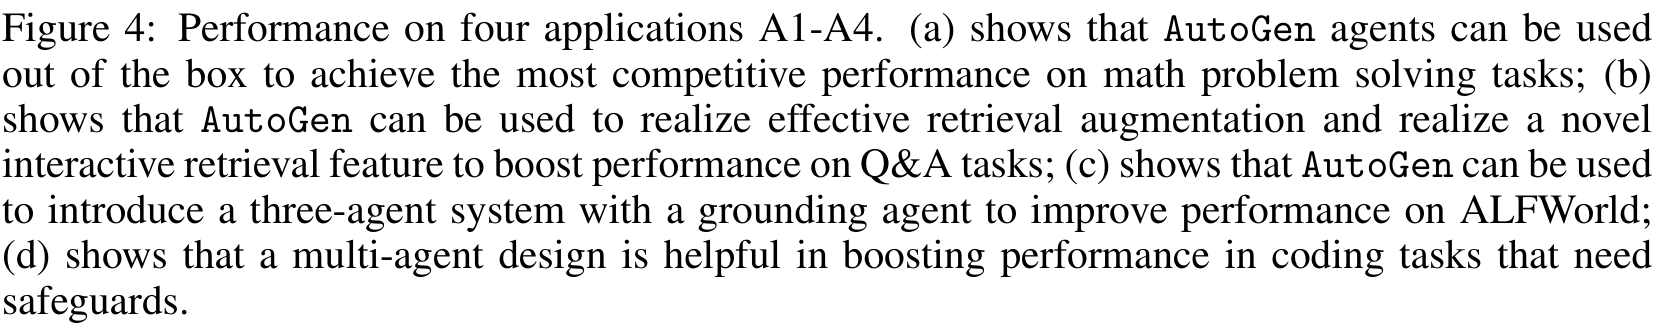 Figure 4: Performance on four applications A1-A4. (a) shows that AutoGen agents can be used
out of the box to achieve the most competitive performance on math problem solving tasks; (b)
shows that AutoGen can be used to realize effective retrieval augmentation and realize a novel
interactive retrieval feature to boost performance on Q&A tasks; (c) shows that AutoGen can be used
to introduce a three-agent system with a grounding agent to improve performance on ALFWorld;
(d) shows that a multi-agent design is helpful in boosting performance in coding tasks that need
safeguards.